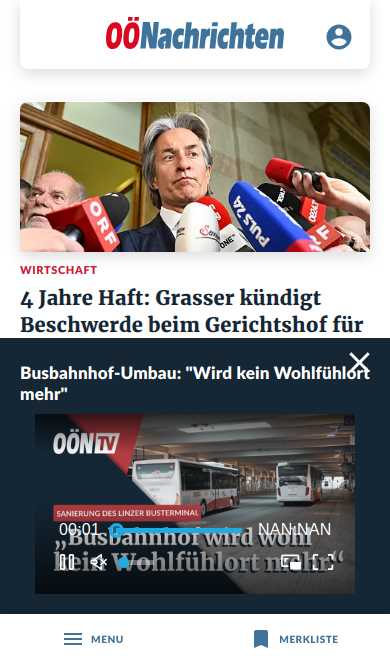 OÖNachrichten
ORF
PULS 24
ONE
WIRTSCHAFT
4 Jahre Haft: Grasser kündigt
Beschwerde beim Gerichtshof für
Busbahnhof-Umbau: "Wird kein Wohlfühlort
mehr"
OÖN TV
SANIERUNG DES LINZER BUSTERMINAL
00:01
NAN:NAN
„Busbahnhof wird wohl
kein Wohlfühlort mehr“
MENU
MERKLISTE